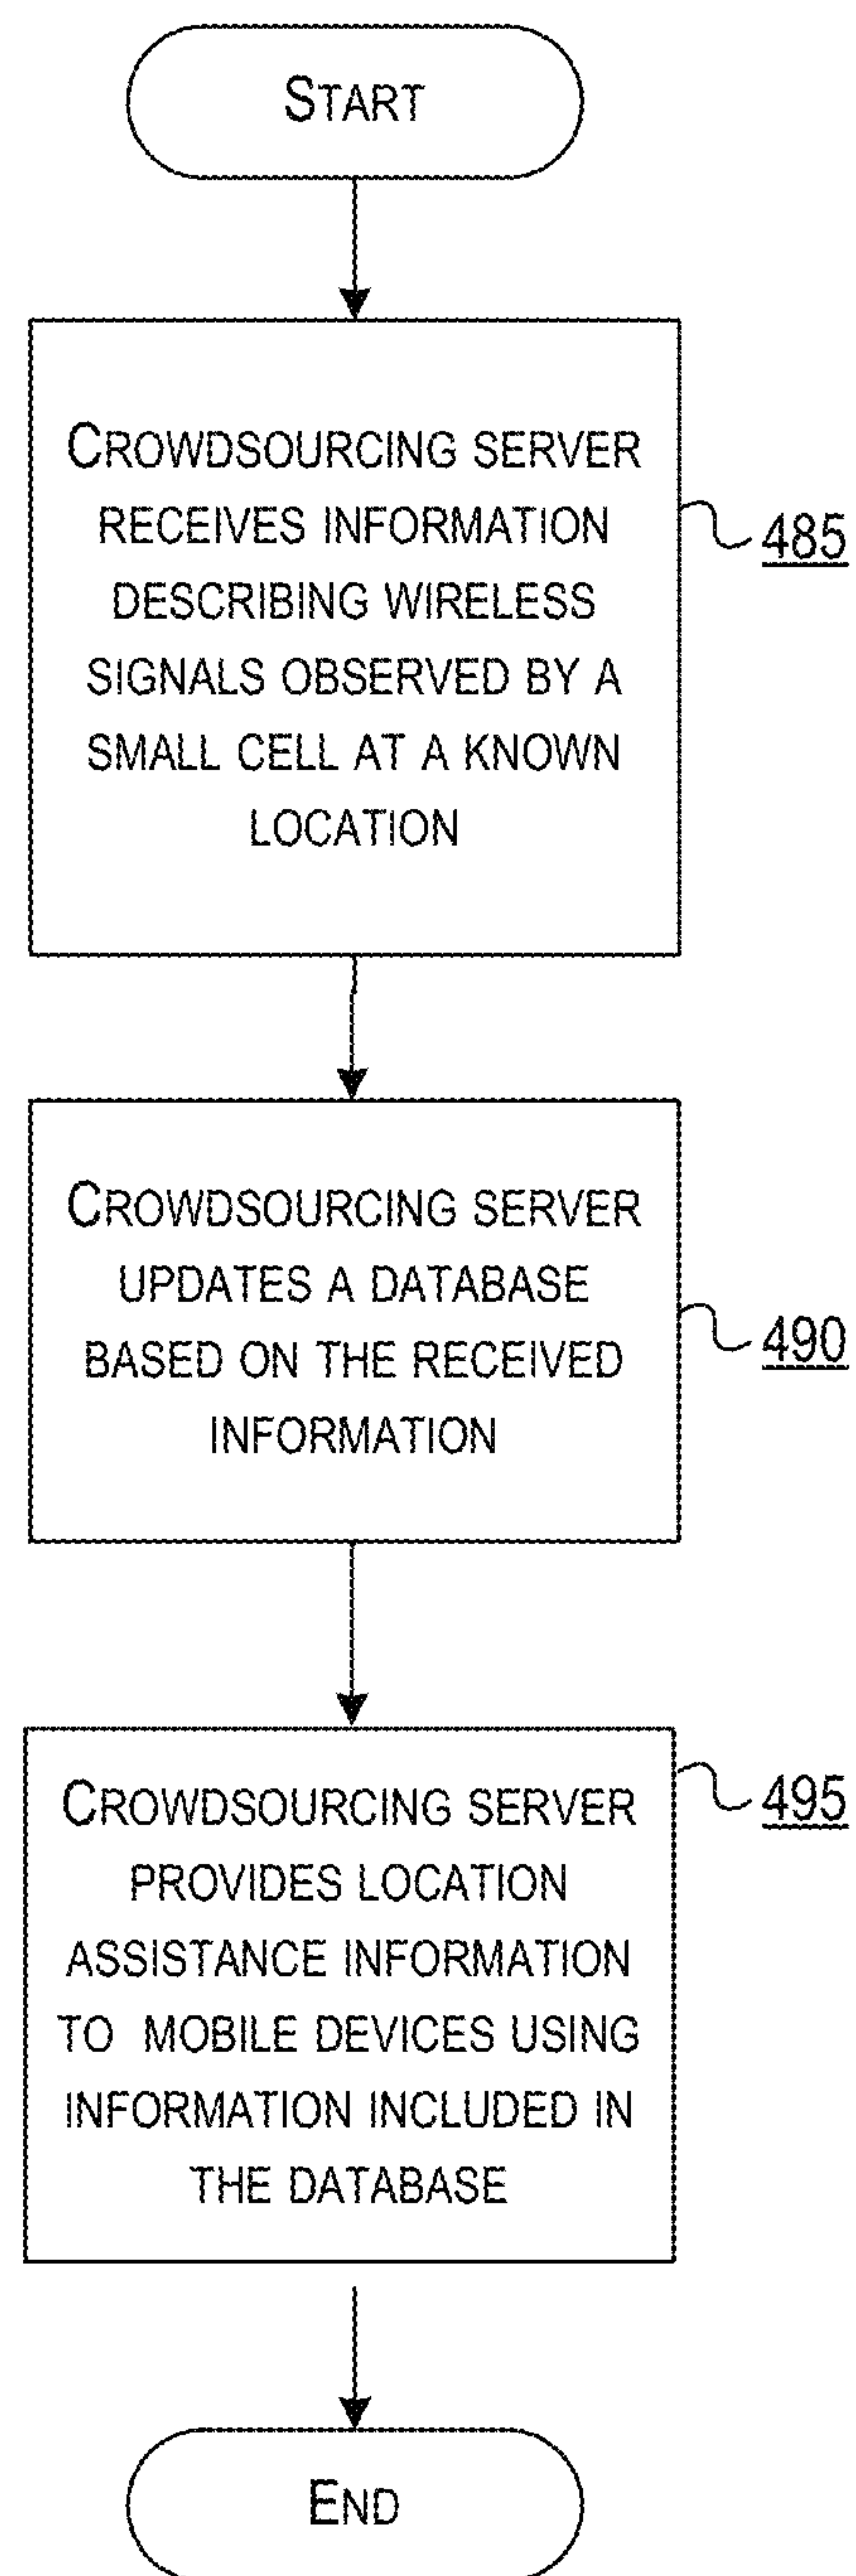 START
CROWDSOURCING SERVER
RECEIVES INFORMATION
DESCRIBING WIRELESS
SIGNALS OBSERVED BY A
SMALL CELL AT A KNOWN
LOCATION
485
CROWDSOURCING SERVER
UPDATES A DATABASE
BASED ON THE RECEIVED
INFORMATION
490
CROWDSOURCING SERVER
PROVIDES LOCATION
ASSISTANCE INFORMATION
TO MOBILE DEVICES USING
INFORMATION INCLUDED IN
THE DATABASE
495
END